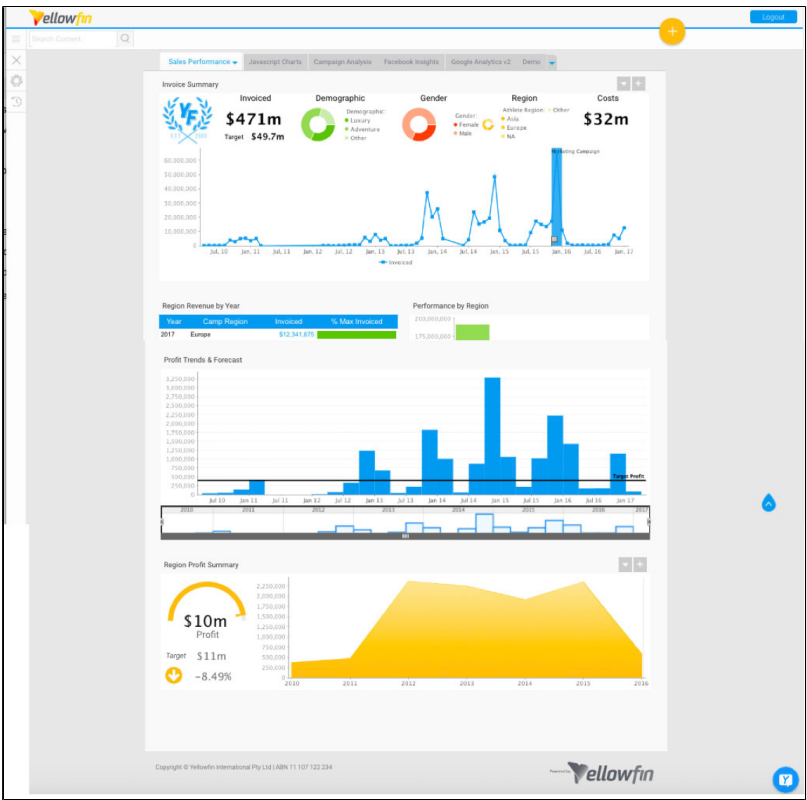 Yellowfin
Logout
Search Content
Sales Performance
Javascript Charts
Campaign Analysis
Facebook Insights
Google Analytics v2
Demo
Invoice Summary
YF
Invoiced
$471m
Target $49.7m
Demographic
Demographic:
Luxury
Adventure
Other
Gender
Gender:
Female
Male
Region
Athlete Region: Other
Asia
Europe
NA
Costs
$32m
Marketing Campaign
60,000,000
50,000,000
40,000,000
30,000,000
20,000,000
10,000,000
0
Jul, 10 Jan, 11 Jul, 11 Jan, 12 Jul, 12 Jan, 13 Jul, 13 Jan, 14 Jul, 14 Jan, 15 Jul, 15 Jan, 16 Jul, 16 Jan, 17
Invoiced
Region Revenue by Year
Year Camp Region Invoiced % Max Invoiced
2017 Europe $12,341,875
Performance by Region
200,000,000
175,000,000
Profit Trends & Forecast
3,250,000
3,000,000
2,750,000
2,500,000
2,250,000
2,000,000
1,750,000
1,500,000
1,250,000
1,000,000
750,000
500,000
250,000
0
Target Profit
Jul 10 Jan 11 Jul 11 Jan 12 Jul 12 Jan 13 Jul 13 Jan 14 Jul 14 Jan 15 Jul 15 Jan 16 Jul 16 Jan 17
2010 2011 2012 2013 2014 2015 2016 2017
Region Profit Summary
$10m
Profit
Target $11m
-8.49%
2,250,000
2,000,000
1,750,000
1,500,000
1,250,000
1,000,000
750,000
500,000
250,000
0
2010 2011 2012 2013 2014 2015 2016
Copyright © Yellowfin International Pty Ltd | ABN 11 107 122 234
Powered by Yellowfin